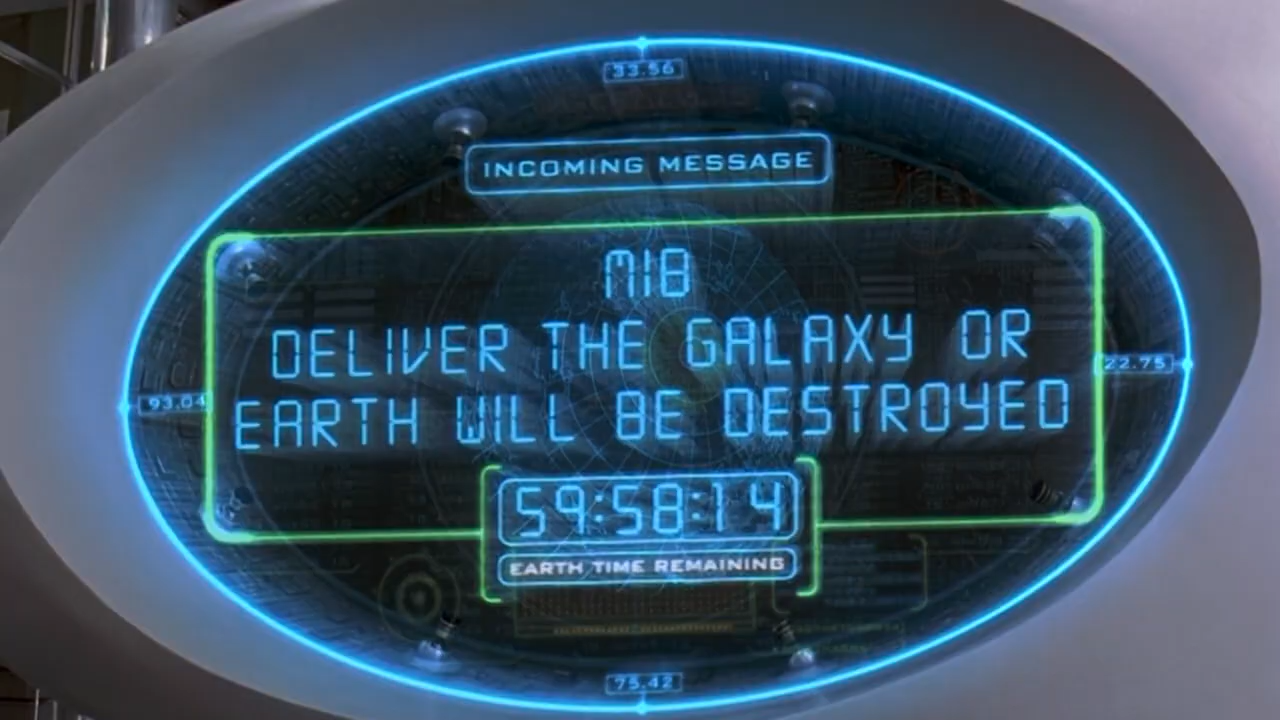 33.56
INCOMING MESSAGE
MIB
DELIVER THE GALAXY OR
EARTH WILL BE DESTROYED
93.04
22.75
59:58:14
EARTH TIME REMAINING
75.42